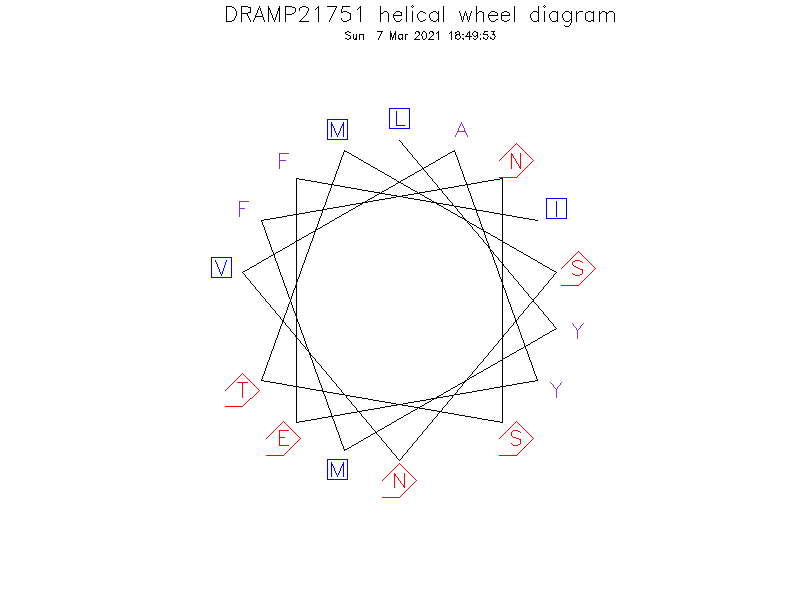 DRAMP21751 helical wheel diagram
Sun 7 Mar 2021 18:49:53
L
M
A
F
N
F
I
V
S
Y
T
Y
E
S
M
N